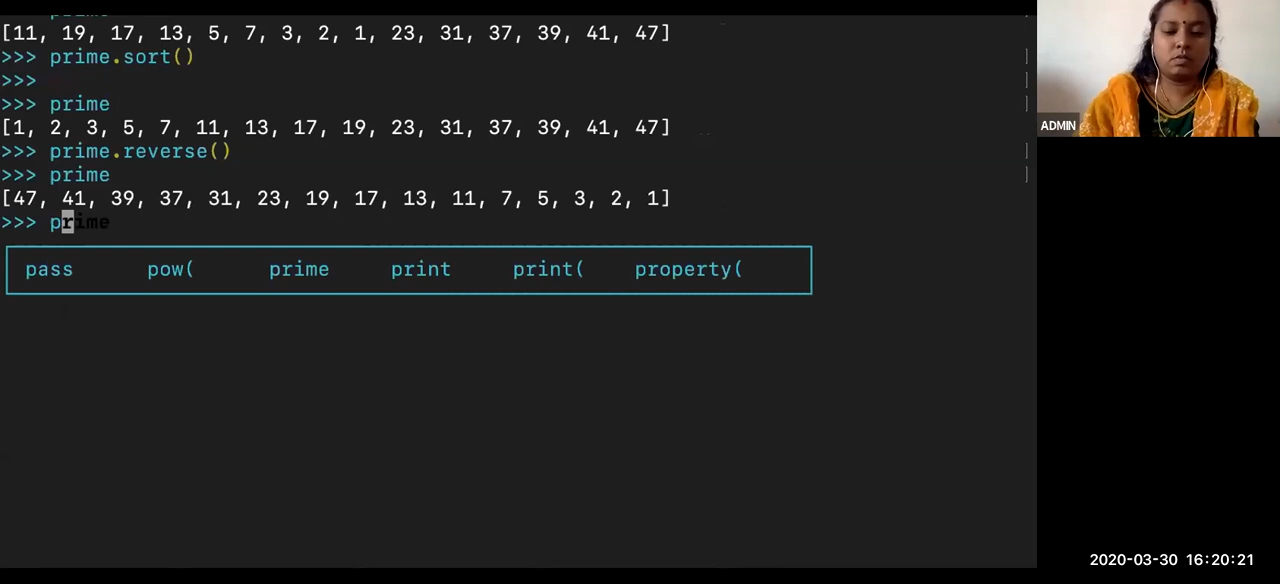 prime
[11, 19, 17, 13, 5, 7, 3, 2, 1, 23, 31, 37, 39, 41, 47]
>>> prime.sort()
>>>
>>> prime
[1, 2, 3, 5, 7, 11, 13, 17, 19, 23, 31, 37, 39, 41, 47]
>>> prime.reverse()
>>> prime
[47, 41, 39, 37, 31, 23, 19, 17, 13, 11, 7, 5, 3, 2, 1]
>>> prime
pass pow( prime print print( property(
ADMIN
2020-03-30 16:20:21